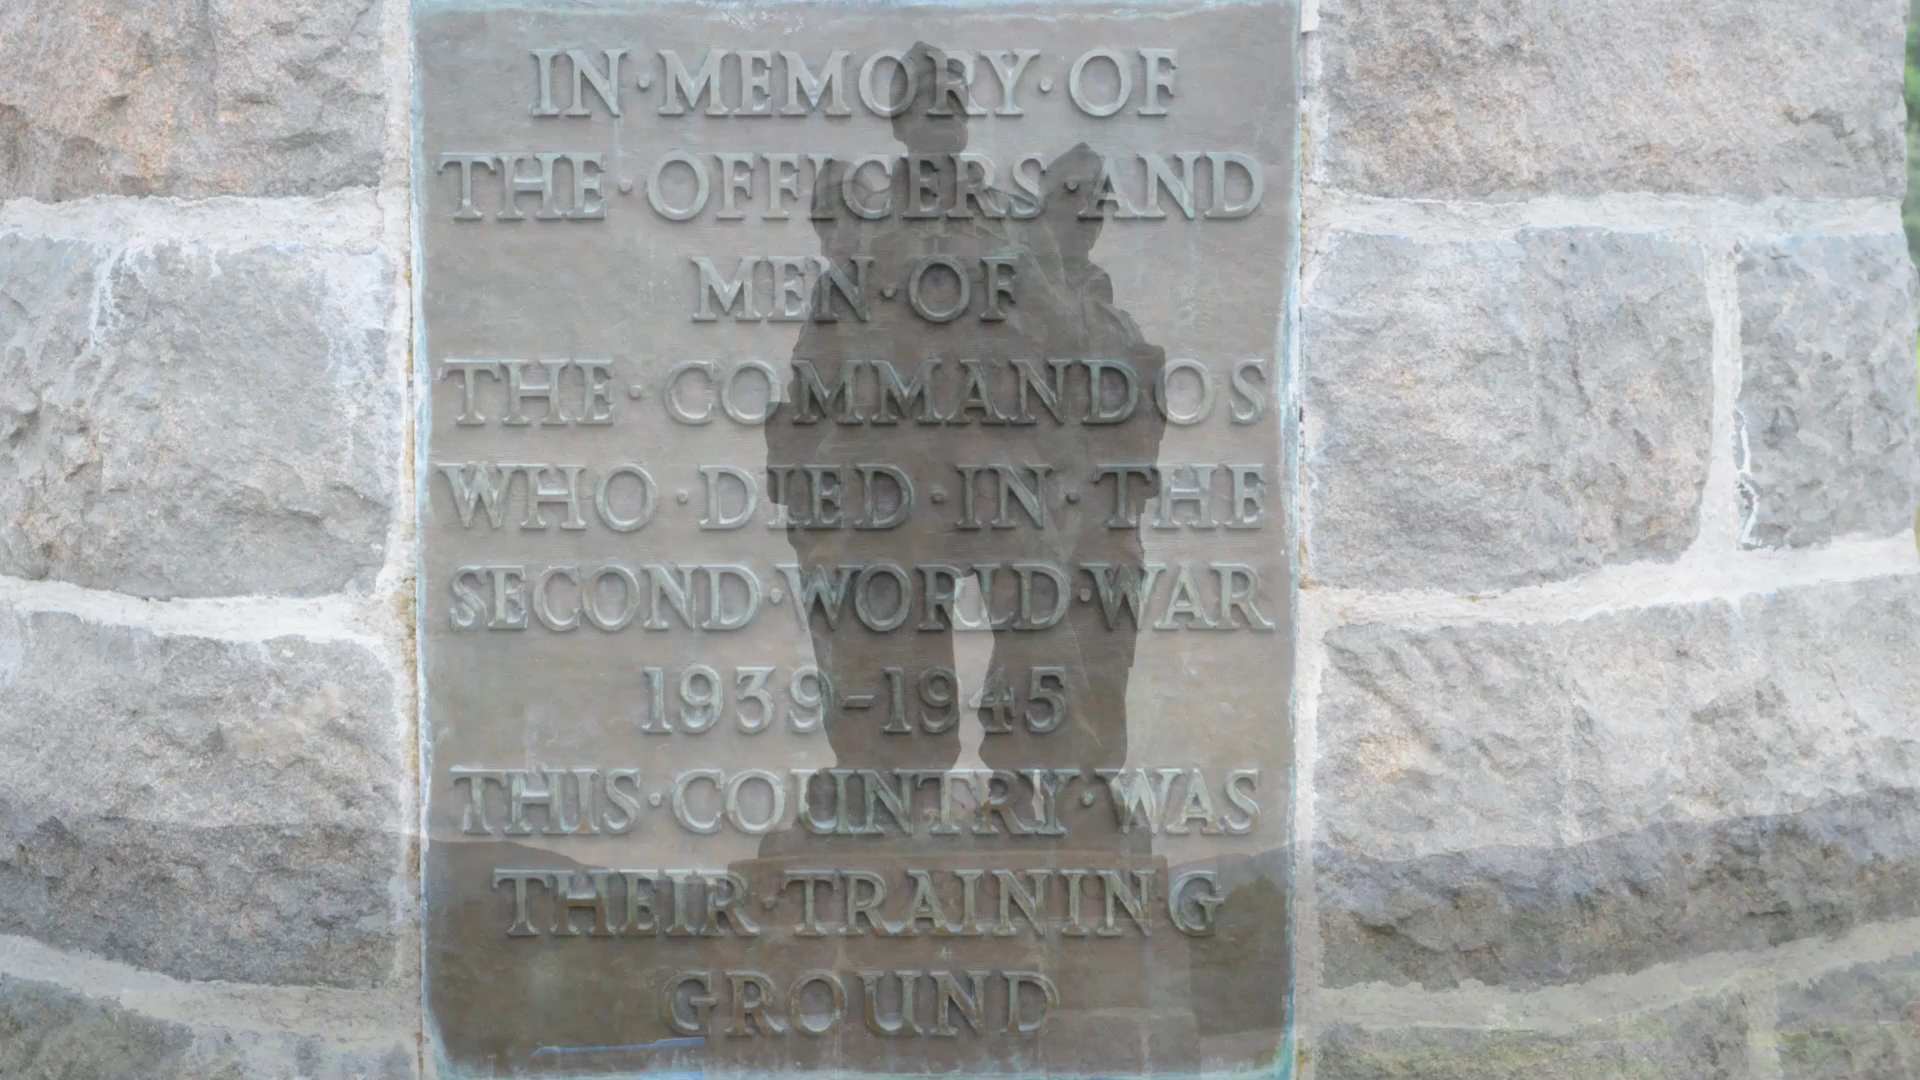 IN·MEMORY·OF
THE·OFFICERS·AND
MEN·OF
THE·COMMANDOS
WHO·DIED·IN·THE
SECOND·WORLD·WAR
1939-1945
THIS·COUNTRY·WAS
THEIR·TRAINING
GROUND